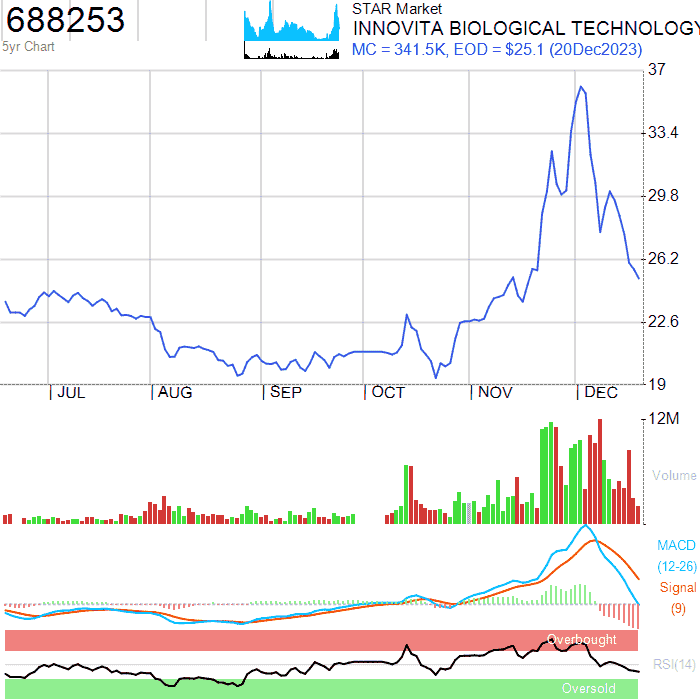 688253
5yr Chart
STAR Market
INNOVITA BIOLOGICAL TECHNOLOGY
MC = 341.5K, EOD = $25.1 (20Dec2023)
37
33.4
29.8
26.2
22.6
19
JUL AUG SEP OCT NOV DEC
12M
Volume
MACD
(12-26)
Signal
(9)
Overbought
RSI(14)
Oversold